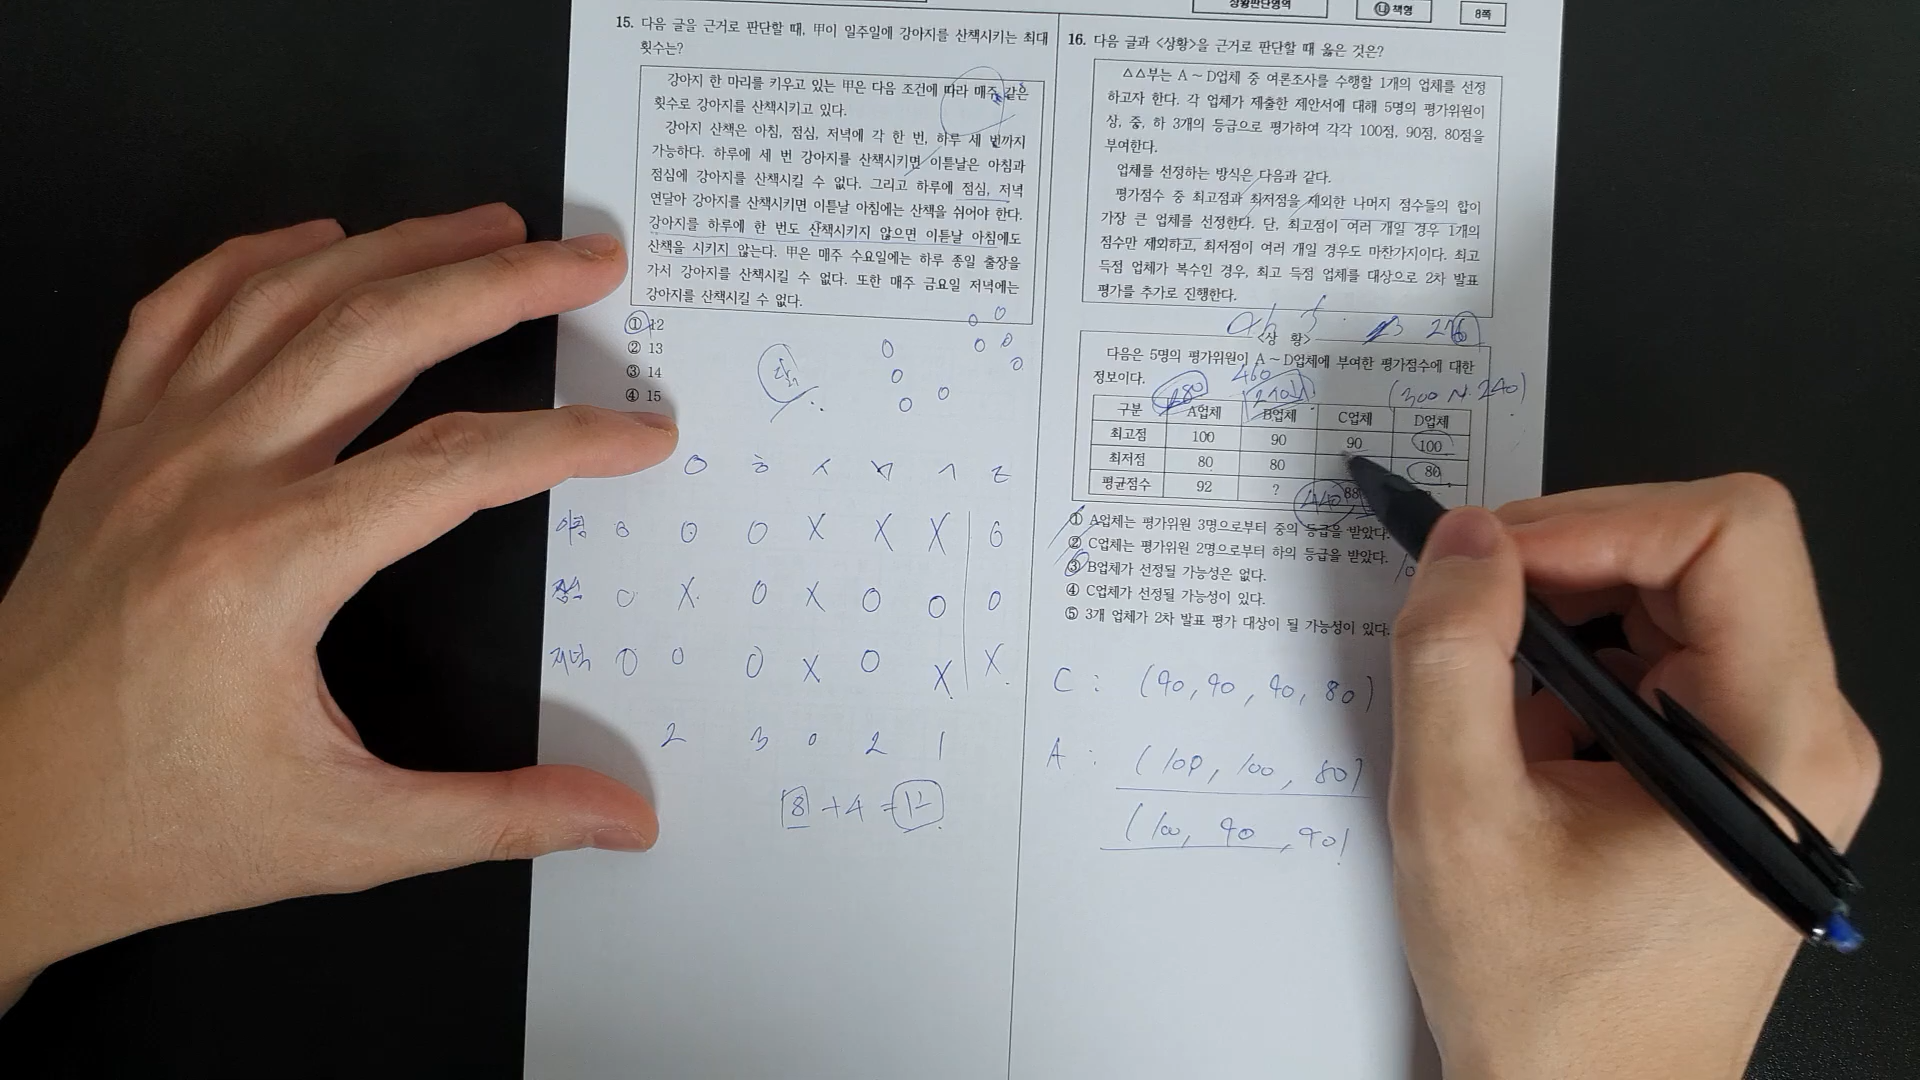 상황판단영역
나 책형
8쪽
15. 다음 글을 근거로 판단할 때, 甲이 일주일에 강아지를 산책시키는 최대
횟수는?
강아지 한 마리를 키우고 있는 甲은 다음 조건에 따라 매주 같은
횟수로 강아지를 산책시키고 있다.
강아지 산책은 아침, 점심, 저녁에 각 한 번, 하루 세 번까지
가능하다. 하루에 세 번 강아지를 산책시키면 이튿날은 아침과
점심에 강아지를 산책시킬 수 없다. 그리고 하루에 점심, 저녁
연달아 강아지를 산책시키면 이튿날 아침에는 산책을 쉬어야 한다.
강아지를 하루에 한 번도 산책시키지 않으면 이튿날 아침에도
산책을 시키지 않는다. 甲은 매주 수요일에는 하루 종일 출장을
가서 강아지를 산책시킬 수 없다. 또한 매주 금요일 저녁에는
강아지를 산책시킬 수 없다.
① 12
② 13
③ 14
④ 15
아침 0 0 0 X X X
점심 0 X 0 X 0 0 0
저녁 0 0 0 X 0 X X
2 3 0 2 1
8 + 4 = 12
16. 다음 글과 <상황>을 근거로 판단할 때 옳은 것은?
△△부는 A ~ D업체 중 여론조사를 수행할 1개의 업체를 선정
하고자 한다. 각 업체가 제출한 제안서에 대해 5명의 평가위원이
상, 중, 하 3개의 등급으로 평가하여 각각 100점, 90점, 80점을
부여한다.
업체를 선정하는 방식은 다음과 같다.
평가점수 중 최고점과 최저점을 제외한 나머지 점수들의 합이
가장 큰 업체를 선정한다. 단, 최고점이 여러 개일 경우 1개의
점수만 제외하고, 최저점이 여러 개일 경우도 마찬가지이다. 최고
득점 업체가 복수인 경우, 최고 득점 업체를 대상으로 2차 발표
평가를 추가로 진행한다.
<상 황>
다음은 5명의 평가위원이 A ~ D업체에 부여한 평가점수에 대한
정보이다.
280 460 270 (300 ~ 240)
구분 A업체 B업체 C업체 D업체
최고점 100 90 90 100
최저점 80 80 80
평균점수 92 ? 88
440
① A업체는 평가위원 3명으로부터 중의 등급을 받았다.
② C업체는 평가위원 2명으로부터 하의 등급을 받았다.
③ B업체가 선정될 가능성은 없다.
④ C업체가 선정될 가능성이 있다.
⑤ 3개 업체가 2차 발표 평가 대상이 될 가능성이 있다.
C : (90, 90, 90, 80)
A : (100, 100, 80)
(100, 90, 90)